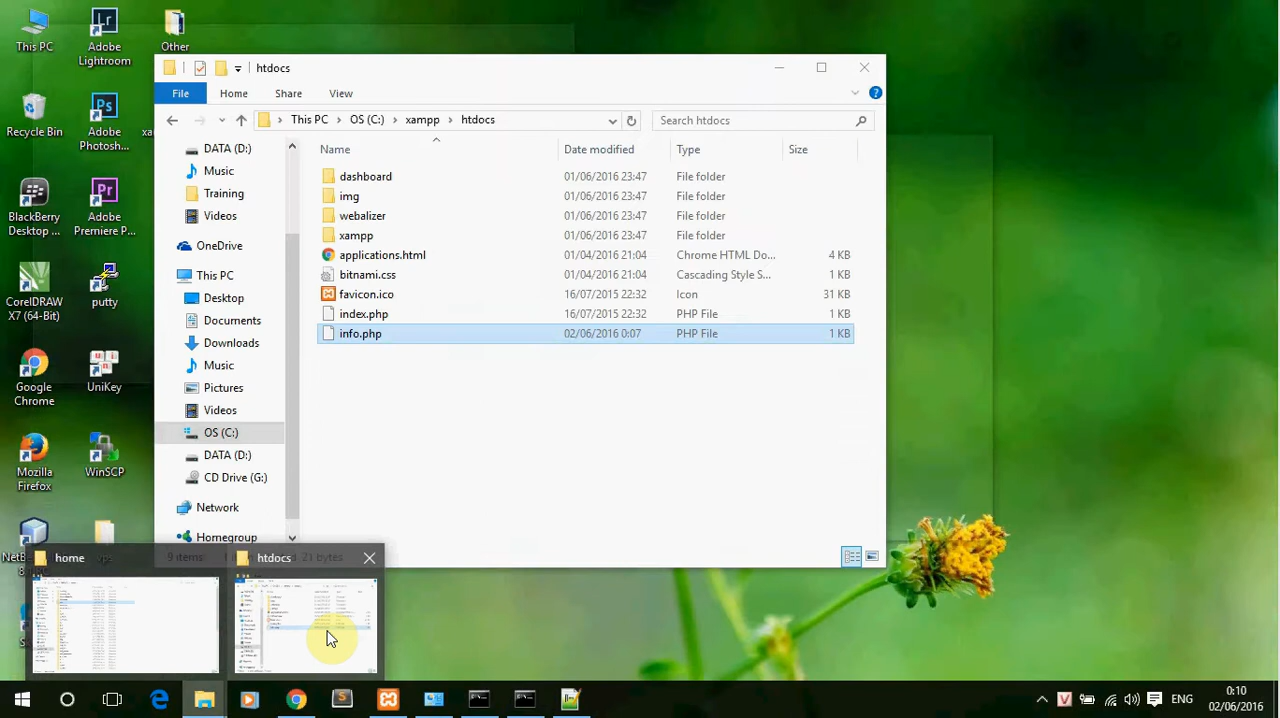 This PC
Adobe
Lightroom
Other
Recycle Bin
Adobe
Photosh...
BlackBerry
Desktop ...
Adobe
Premiere P...
CorelDRAW
X7 (64-Bit)
putty
Google
Chrome
UniKey
Mozilla
Firefox
WinSCP
htdocs
File
Home
Share
View
This PC
OS (C:)
xampp
htdocs
Search htdocs
DATA (D:)
Music
Training
Videos
OneDrive
This PC
Desktop
Documents
Downloads
Music
Pictures
Videos
OS (C:)
DATA (D:)
CD Drive (G:)
Network
Homegroup
Name Date modified Type Size
dashboard 01/06/2016 23:47 File folder
img 01/06/2016 23:47 File folder
webalizer 01/06/2016 23:47 File folder
xampp 01/06/2016 23:47 File folder
applications.html 01/04/2016 21:04 Chrome HTML Do... 4 KB
bitnami.css 01/04/2016 21:04 Cascading Style S... 1 KB
favicon.ico 16/07/2015 22:32 Icon 31 KB
index.php 16/07/2015 22:32 PHP File 1 KB
info.php 02/06/2016 0:07 PHP File 1 KB
9 items
21 bytes
home
htdocs
vps
ENG
02/06/2016